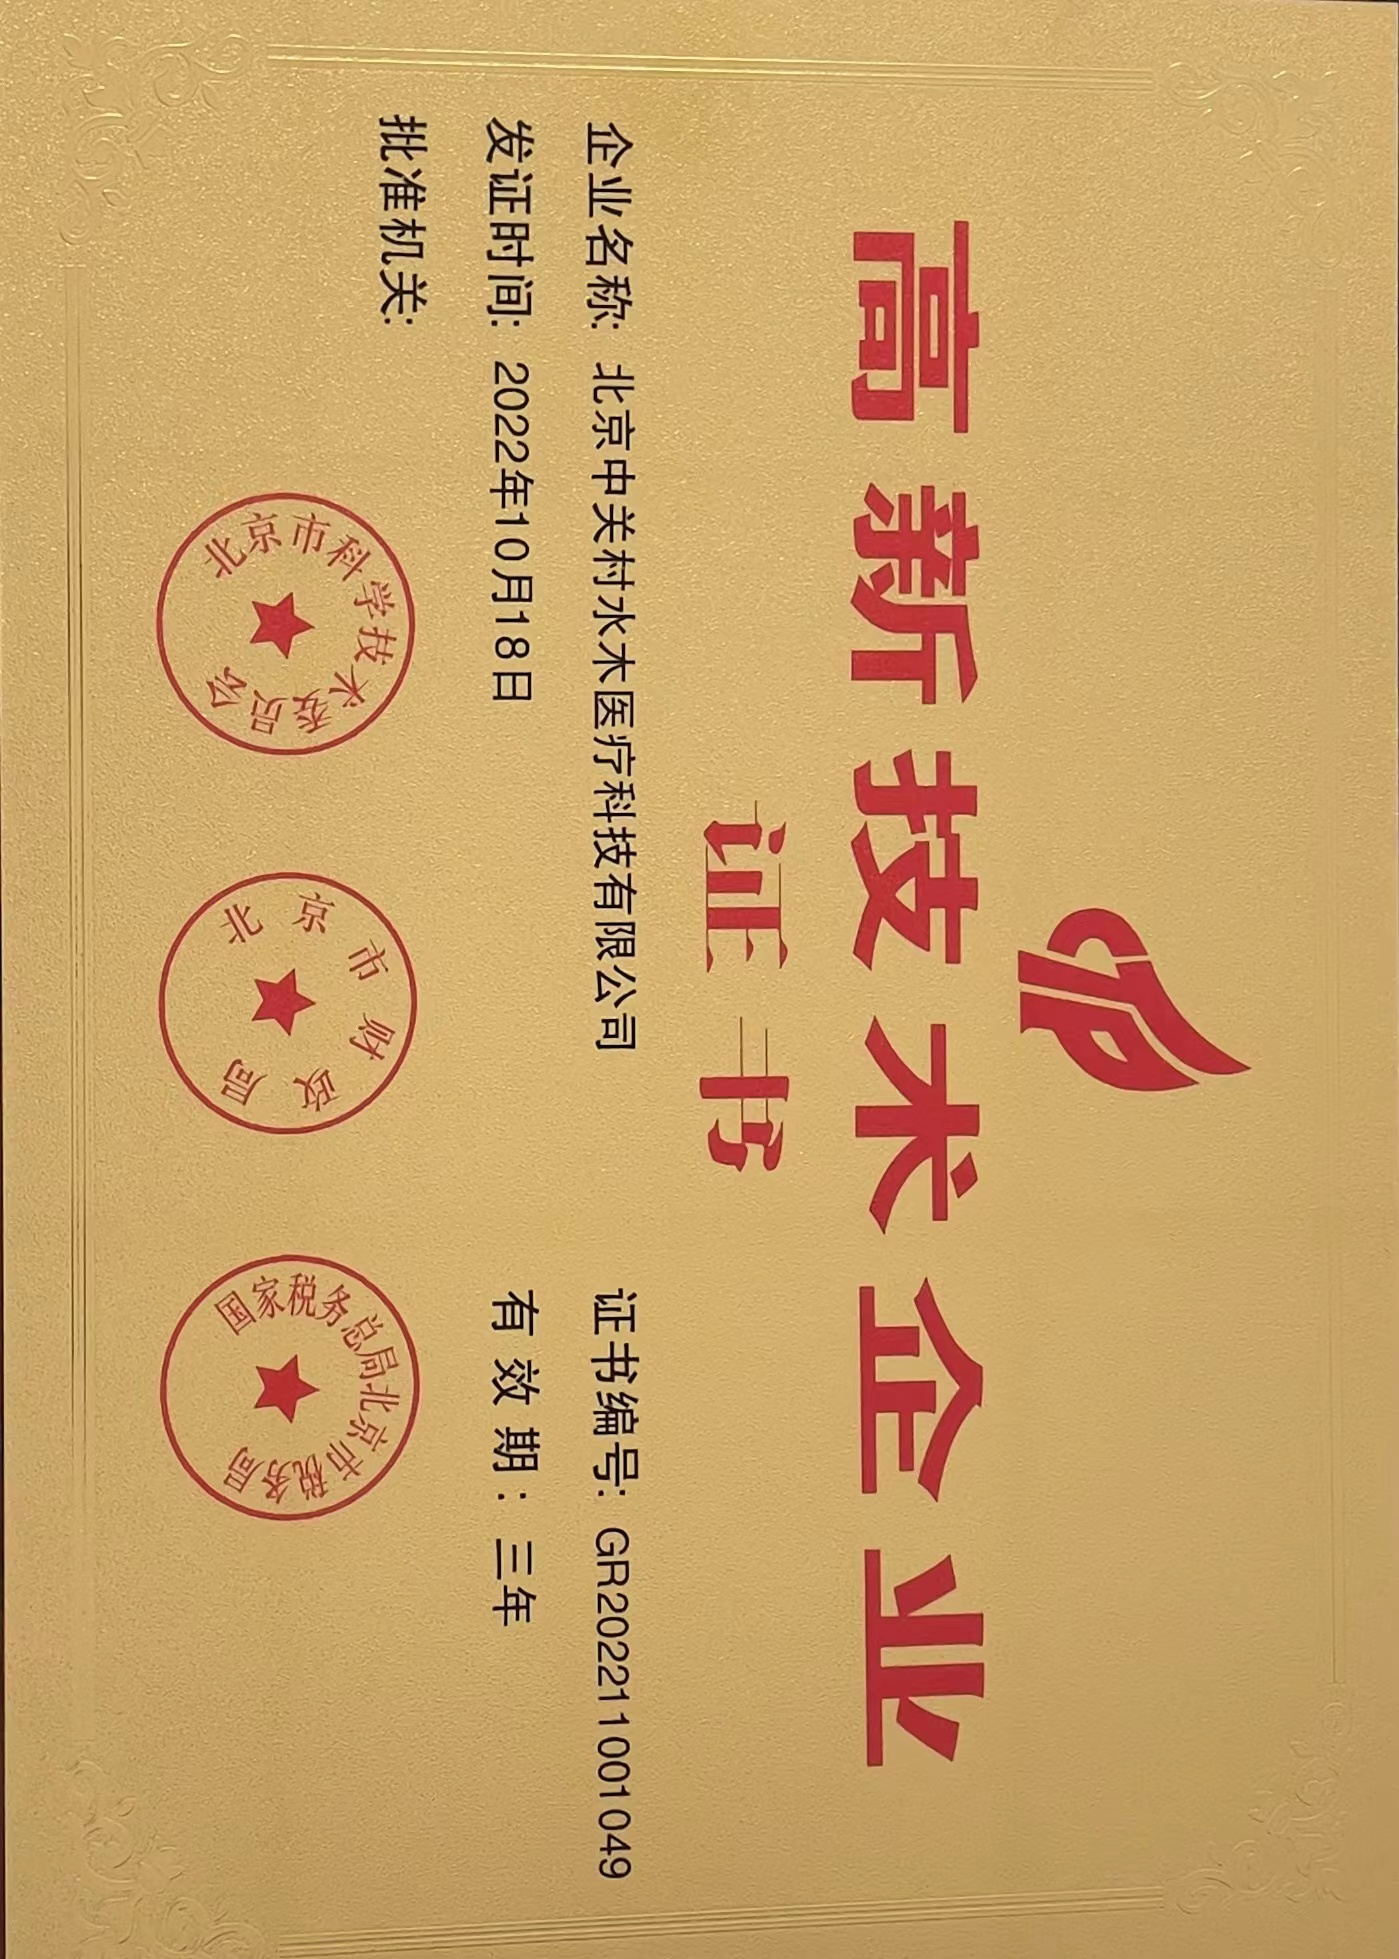 高新技术企业
证书
企业名称: 北京中关村水木医疗科技有限公司
证书编号: GR202211001049
发证时间: 2022年10月18日
有效期: 三年
批准机关:
北京市科学技术委员会
北京市财政局
国家税务总局北京市税务局